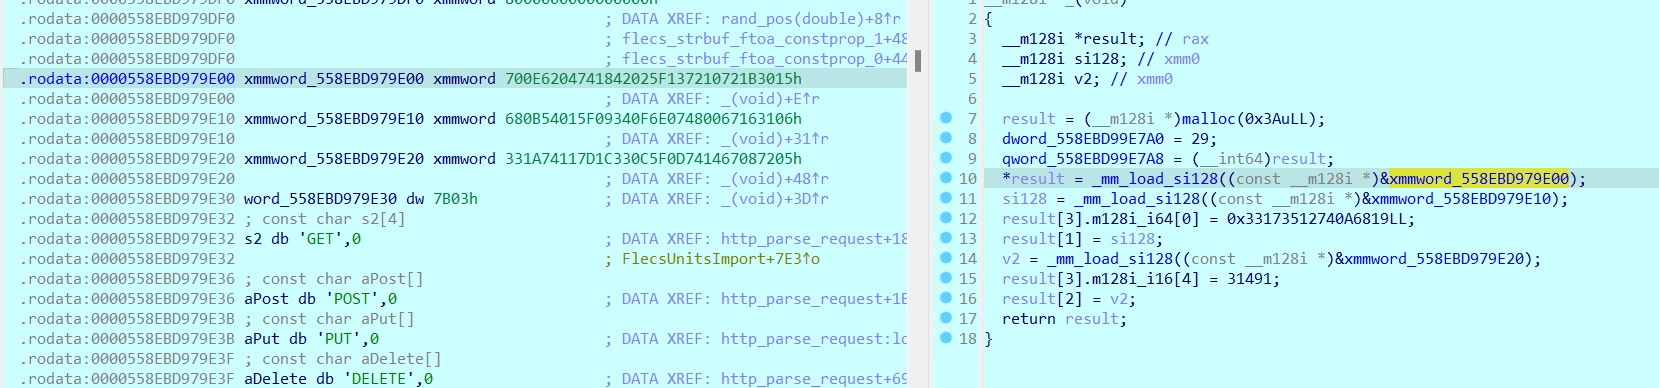 .rodata:0000558EBD979DF0 xmmword_558EBD979DF0 xmmword 80000000000000000h
.rodata:0000558EBD979DF0 ; DATA XREF: rand_pos(double)+8↑r
.rodata:0000558EBD979DF0 ; flecs_strbuf_ftoa_constprop_1+48
.rodata:0000558EBD979DF0 ; flecs_strbuf_ftoa_constprop_0+44
.rodata:0000558EBD979E00 xmmword_558EBD979E00 xmmword 700E6204741842025F137210721B3015h
.rodata:0000558EBD979E00 ; DATA XREF: _(void)+E↑r
.rodata:0000558EBD979E10 xmmword_558EBD979E10 xmmword 680B54015F09340F6E07480067163106h
.rodata:0000558EBD979E10 ; DATA XREF: _(void)+31↑r
.rodata:0000558EBD979E20 xmmword_558EBD979E20 xmmword 331A74117D1C330C5F0D741467087205h
.rodata:0000558EBD979E20 ; DATA XREF: _(void)+48↑r
.rodata:0000558EBD979E30 word_558EBD979E30 dw 7B03h ; DATA XREF: _(void)+3D↑r
.rodata:0000558EBD979E32 ; const char s2[4]
.rodata:0000558EBD979E32 s2 db 'GET',0 ; DATA XREF: http_parse_request+18
.rodata:0000558EBD979E32 ; FlecsUnitsImport+7E3↑o
.rodata:0000558EBD979E36 ; const char aPost[]
.rodata:0000558EBD979E36 aPost db 'POST',0 ; DATA XREF: http_parse_request+1E
.rodata:0000558EBD979E3B ; const char aPut[]
.rodata:0000558EBD979E3B aPut db 'PUT',0 ; DATA XREF: http_parse_request:lo
.rodata:0000558EBD979E3F ; const char aDelete[]
.rodata:0000558EBD979E3F aDelete db 'DELETE',0 ; DATA XREF: http_parse_request+69
1 __m128i *_(void)
2 {
3 __m128i *result; // rax
4 __m128i si128; // xmm0
5 __m128i v2; // xmm0
6
7 result = (__m128i *)malloc(0x3AuLL);
8 dword_558EBD99E7A0 = 29;
9 qword_558EBD99E7A8 = (__int64)result;
10 *result = _mm_load_si128((const __m128i *)&xmmword_558EBD979E00);
11 si128 = _mm_load_si128((const __m128i *)&xmmword_558EBD979E10);
12 result[3].m128i_i64[0] = 0x33173512740A6819LL;
13 result[1] = si128;
14 v2 = _mm_load_si128((const __m128i *)&xmmword_558EBD979E20);
15 result[3].m128i_i16[4] = 31491;
16 result[2] = v2;
17 return result;
18 }